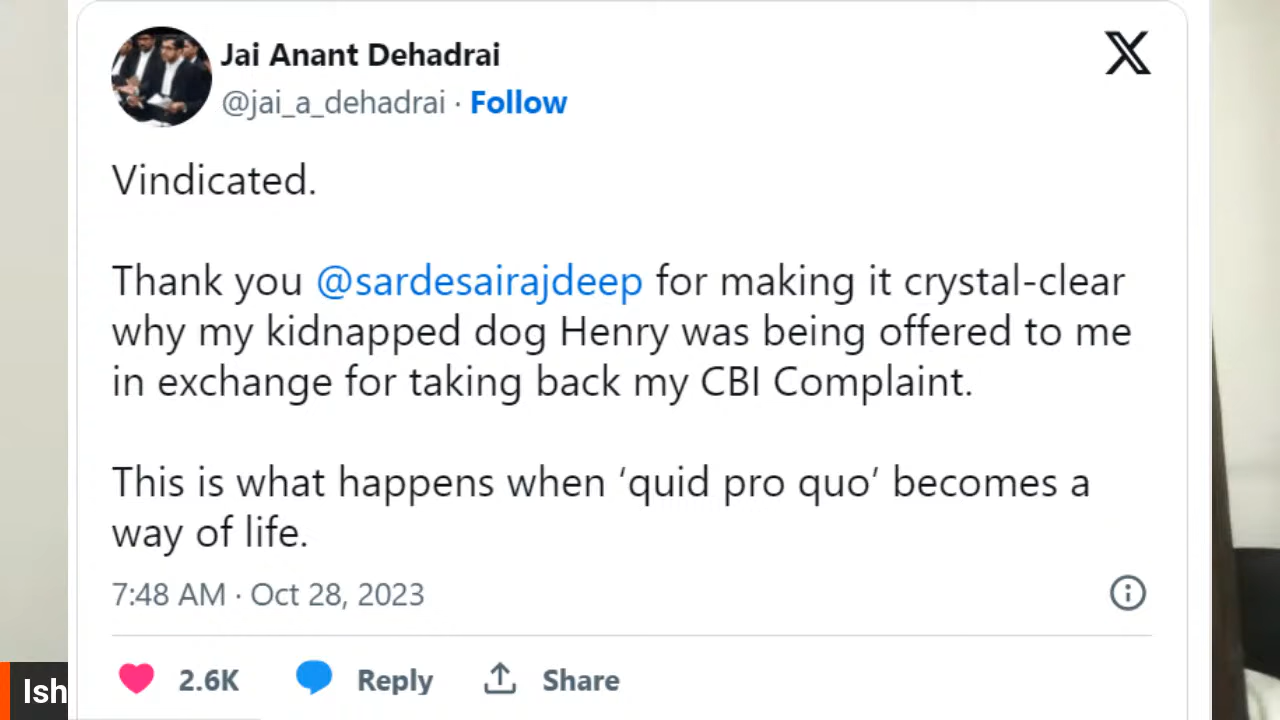 Jai Anant Dehadrai
@jai_a_dehadrai · Follow
Vindicated.
Thank you @sardesairajdeep for making it crystal-clear
why my kidnapped dog Henry was being offered to me
in exchange for taking back my CBI Complaint.
This is what happens when ‘quid pro quo’ becomes a
way of life.
7:48 AM · Oct 28, 2023
2.6K Reply Share
Ish